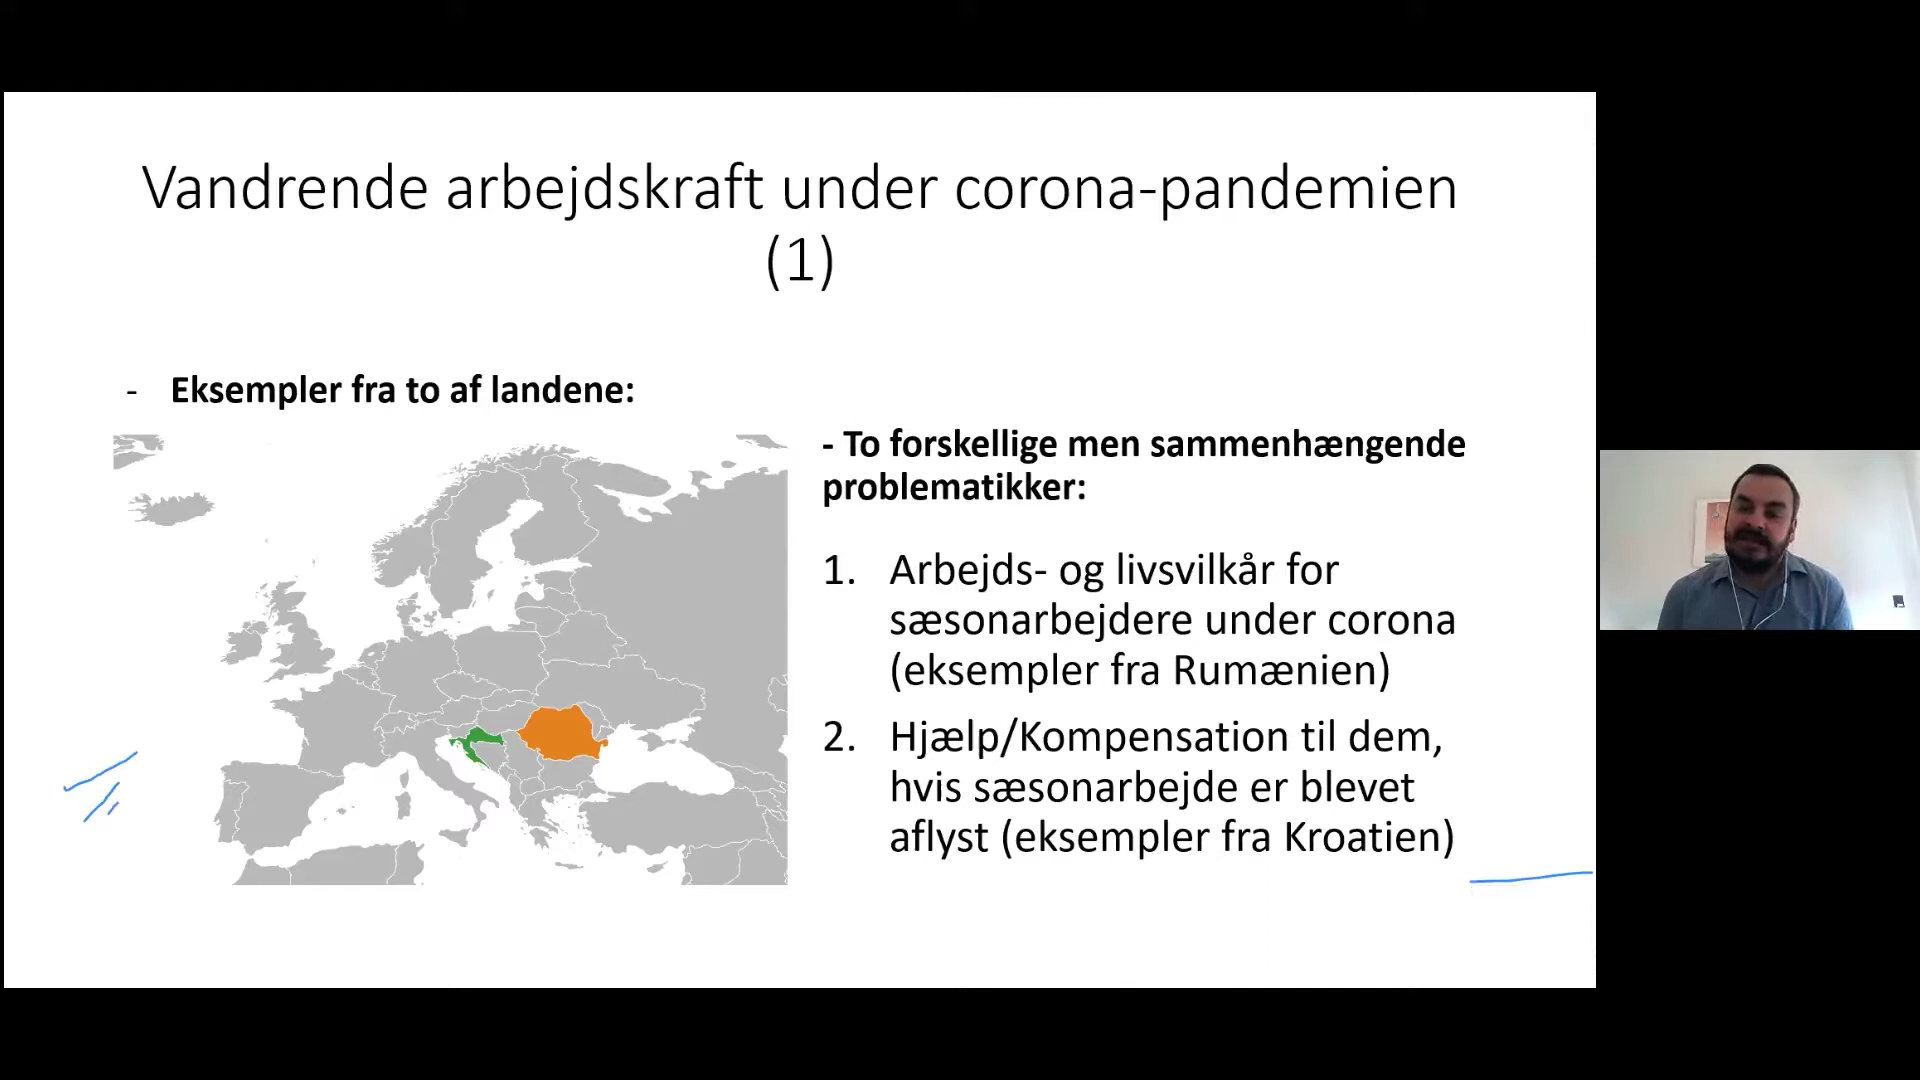 Vandrende arbejdskraft under corona-pandemien
(1)
- Eksempler fra to af landene:
- To forskellige men sammenhængende
problematikker:
1. Arbejds- og livsvilkår for
sæsonarbejdere under corona
(eksempler fra Rumænien)
2. Hjælp/Kompensation til dem,
hvis sæsonarbejde er blevet
aflyst (eksempler fra Kroatien)